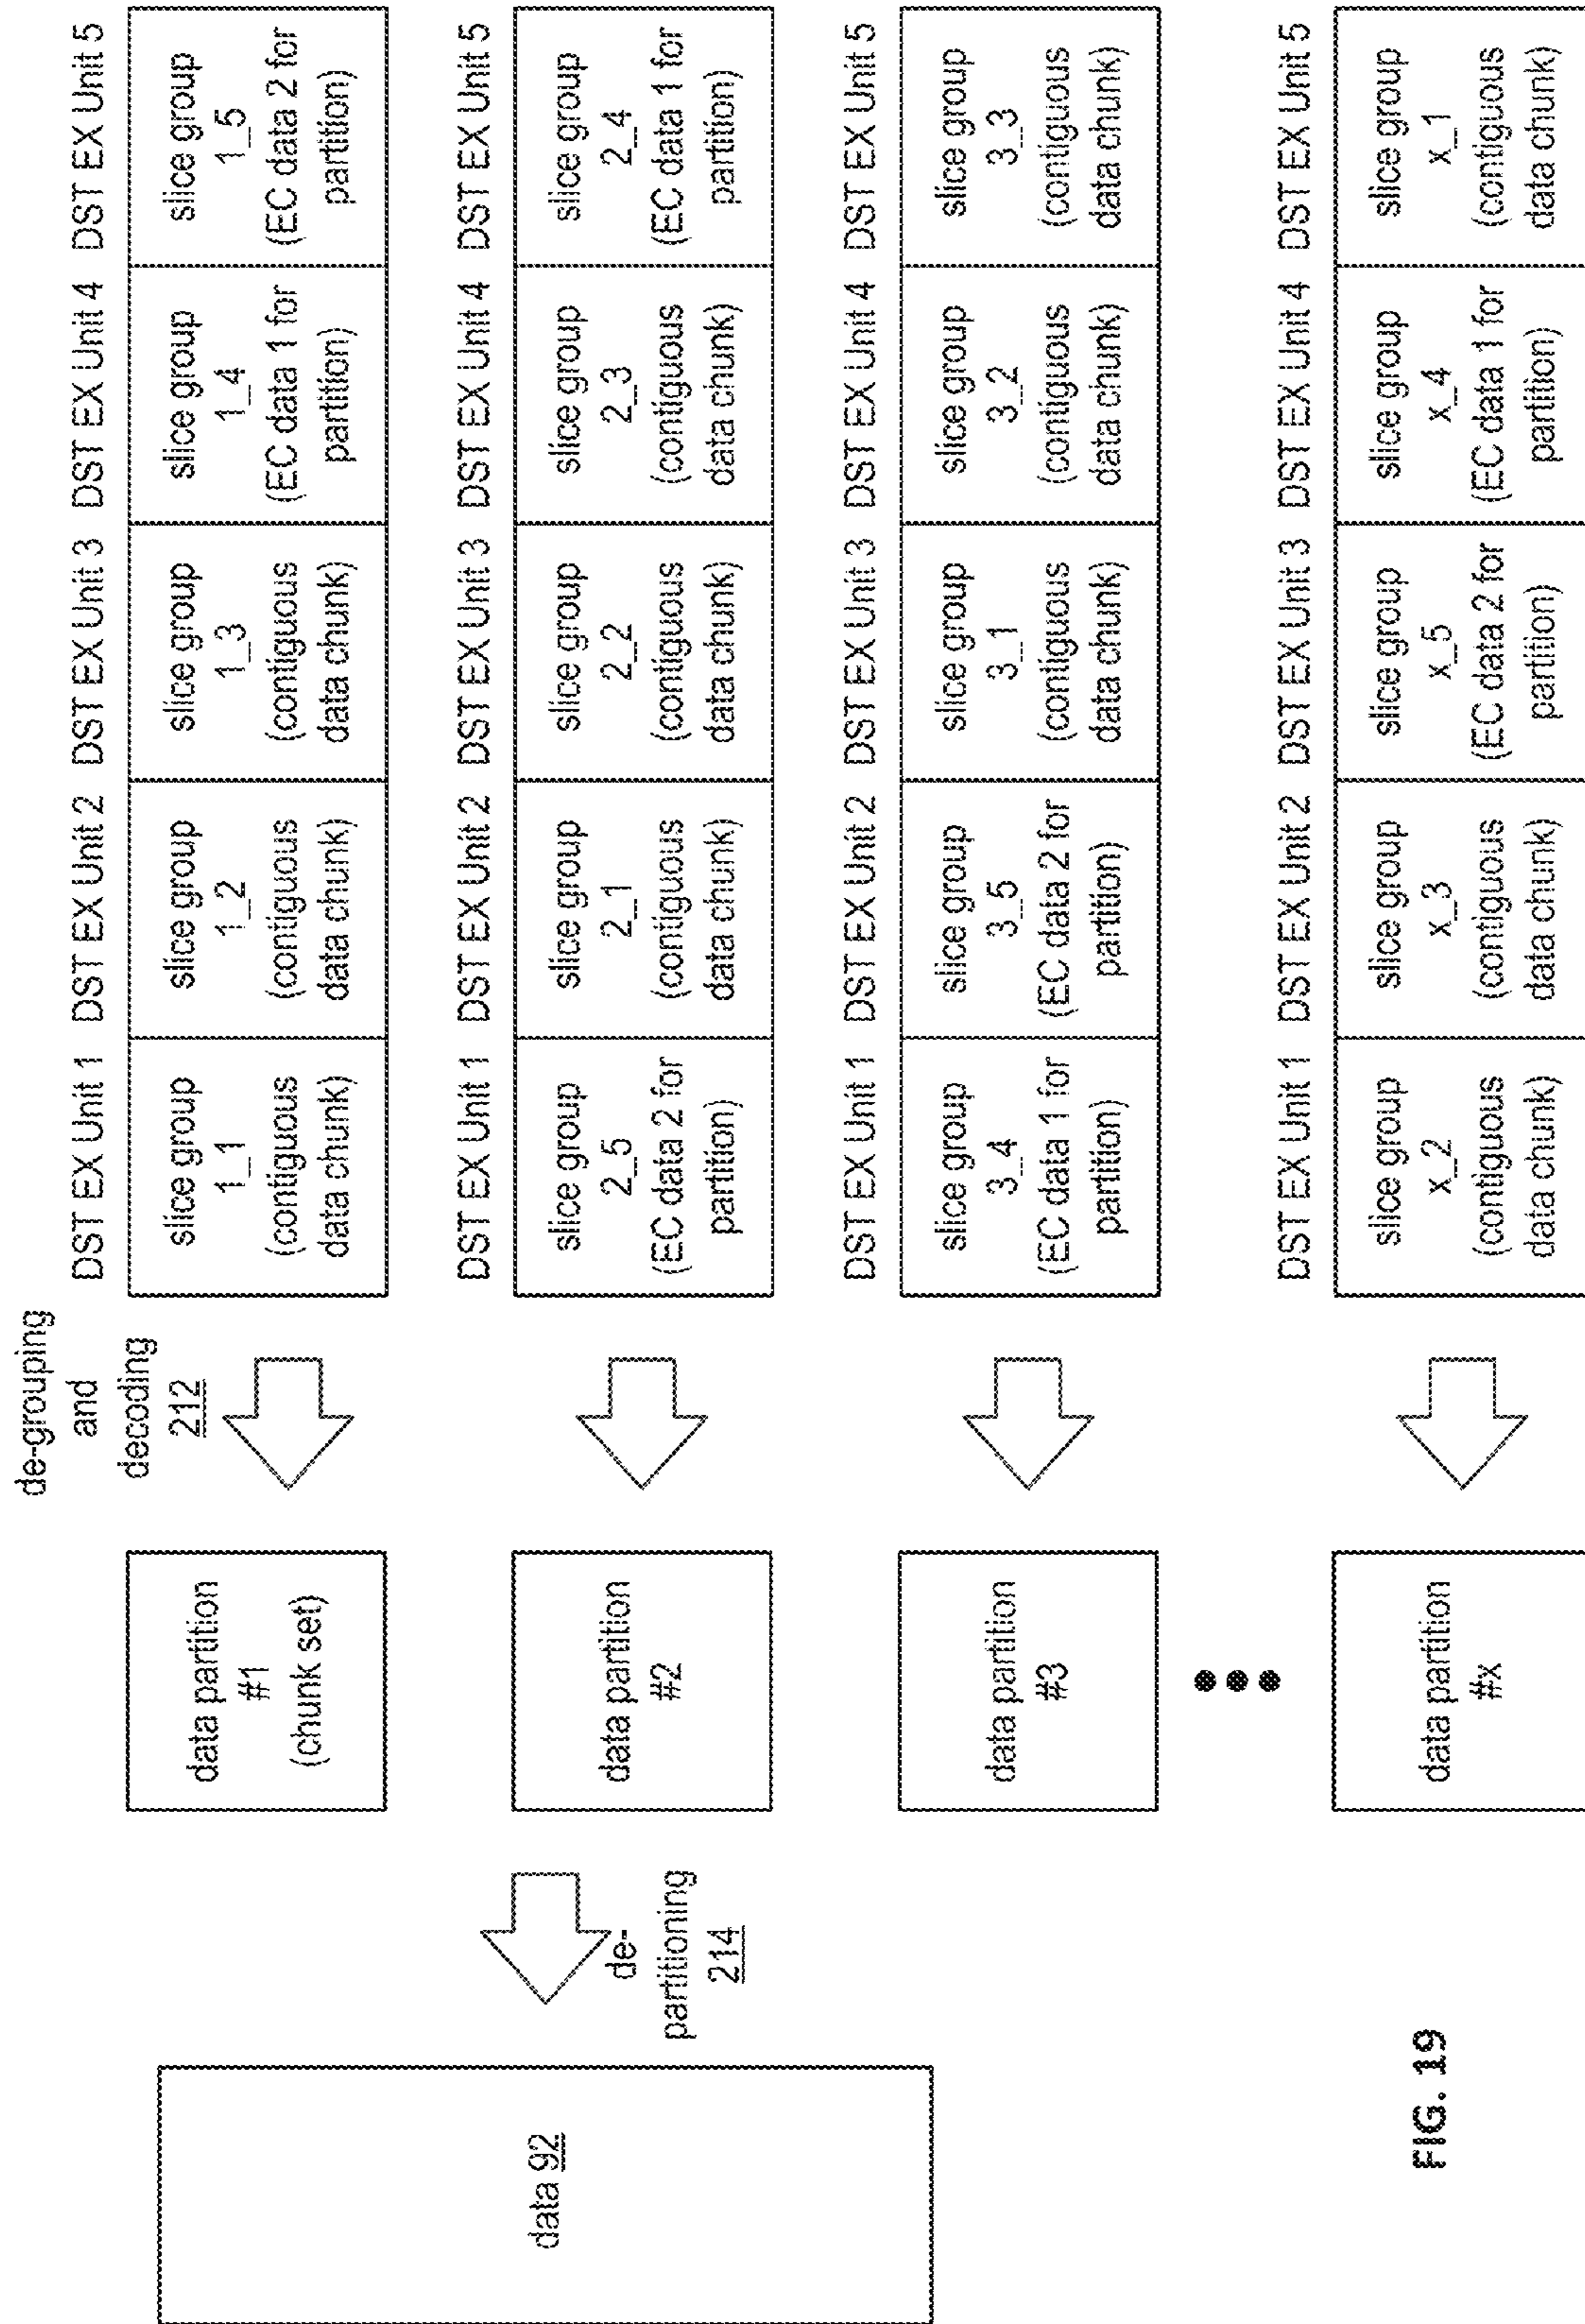 de-grouping
and
decoding
212
DST EX Unit 1 DST EX Unit 2 DST EX Unit 3 DST EX Unit 4 DST EX Unit 5
data partition
#1
(chunk set)
slice group
1_1
(contiguous
data chunk)
slice group
1_2
(contiguous
data chunk)
slice group
1_3
(contiguous
data chunk)
slice group
1_4
(EC data 1 for
partition)
slice group
1_5
(EC data 2 for
partition)
DST EX Unit 1 DST EX Unit 2 DST EX Unit 3 DST EX Unit 4 DST EX Unit 5
data partition
#2
slice group
2_5
(EC data 2 for
partition)
slice group
2_1
(contiguous
data chunk)
slice group
2_2
(contiguous
data chunk)
slice group
2_3
(contiguous
data chunk)
slice group
2_4
(EC data 1 for
partition)
data 92
de-
partitioning
214
DST EX Unit 1 DST EX Unit 2 DST EX Unit 3 DST EX Unit 4 DST EX Unit 5
data partition
#3
slice group
3_4
(EC data 1 for
partition)
slice group
3_5
(EC data 2 for
partition)
slice group
3_1
(contiguous
data chunk)
slice group
3_2
(contiguous
data chunk)
slice group
3_3
(contiguous
data chunk)
DST EX Unit 1 DST EX Unit 2 DST EX Unit 3 DST EX Unit 4 DST EX Unit 5
data partition
#x
slice group
x_2
(contiguous
data chunk)
slice group
x_3
(contiguous
data chunk)
slice group
x_5
(EC data 2 for
partition)
slice group
x_4
(EC data 1 for
partition)
slice group
x_1
(contiguous
data chunk)
FIG. 19